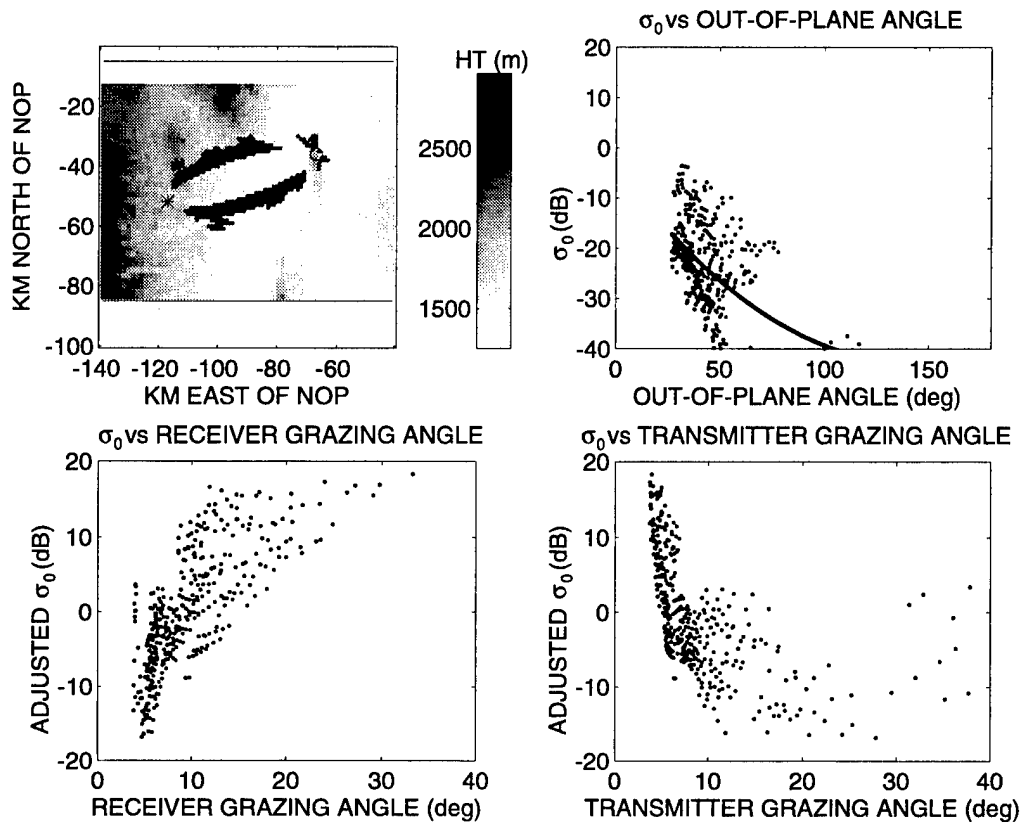 σ₀ vs OUT-OF-PLANE ANGLE
HT (m)
KM NORTH OF NOP
-20
-40
-60
-80
-100
-140 -120 -100 -80 -60
KM EAST OF NOP
2500
2000
1500
σ₀ (dB)
20
10
0
-10
-20
-30
-40
0 50 100 150
OUT-OF-PLANE ANGLE (deg)
σ₀ vs RECEIVER GRAZING ANGLE
ADJUSTED σ₀ (dB)
20
10
0
-10
-20
0 10 20 30 40
RECEIVER GRAZING ANGLE (deg)
σ₀ vs TRANSMITTER GRAZING ANGLE
ADJUSTED σ₀ (dB)
20
10
0
-10
-20
0 10 20 30 40
TRANSMITTER GRAZING ANGLE (deg)